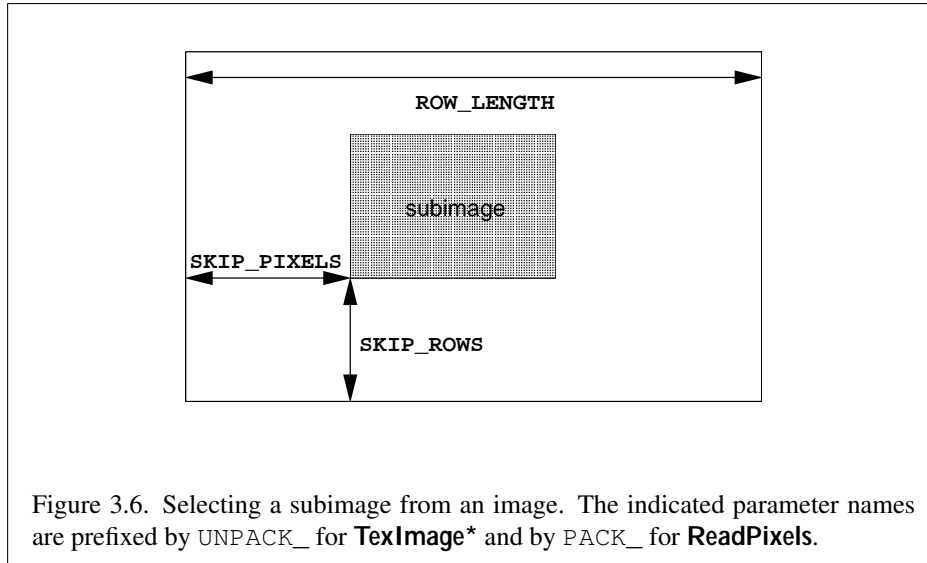 ROW_LENGTH
subimage
SKIP_PIXELS
SKIP_ROWS
Figure 3.6. Selecting a subimage from an image. The indicated parameter names
are prefixed by UNPACK_ for TexImage* and by PACK_ for ReadPixels.